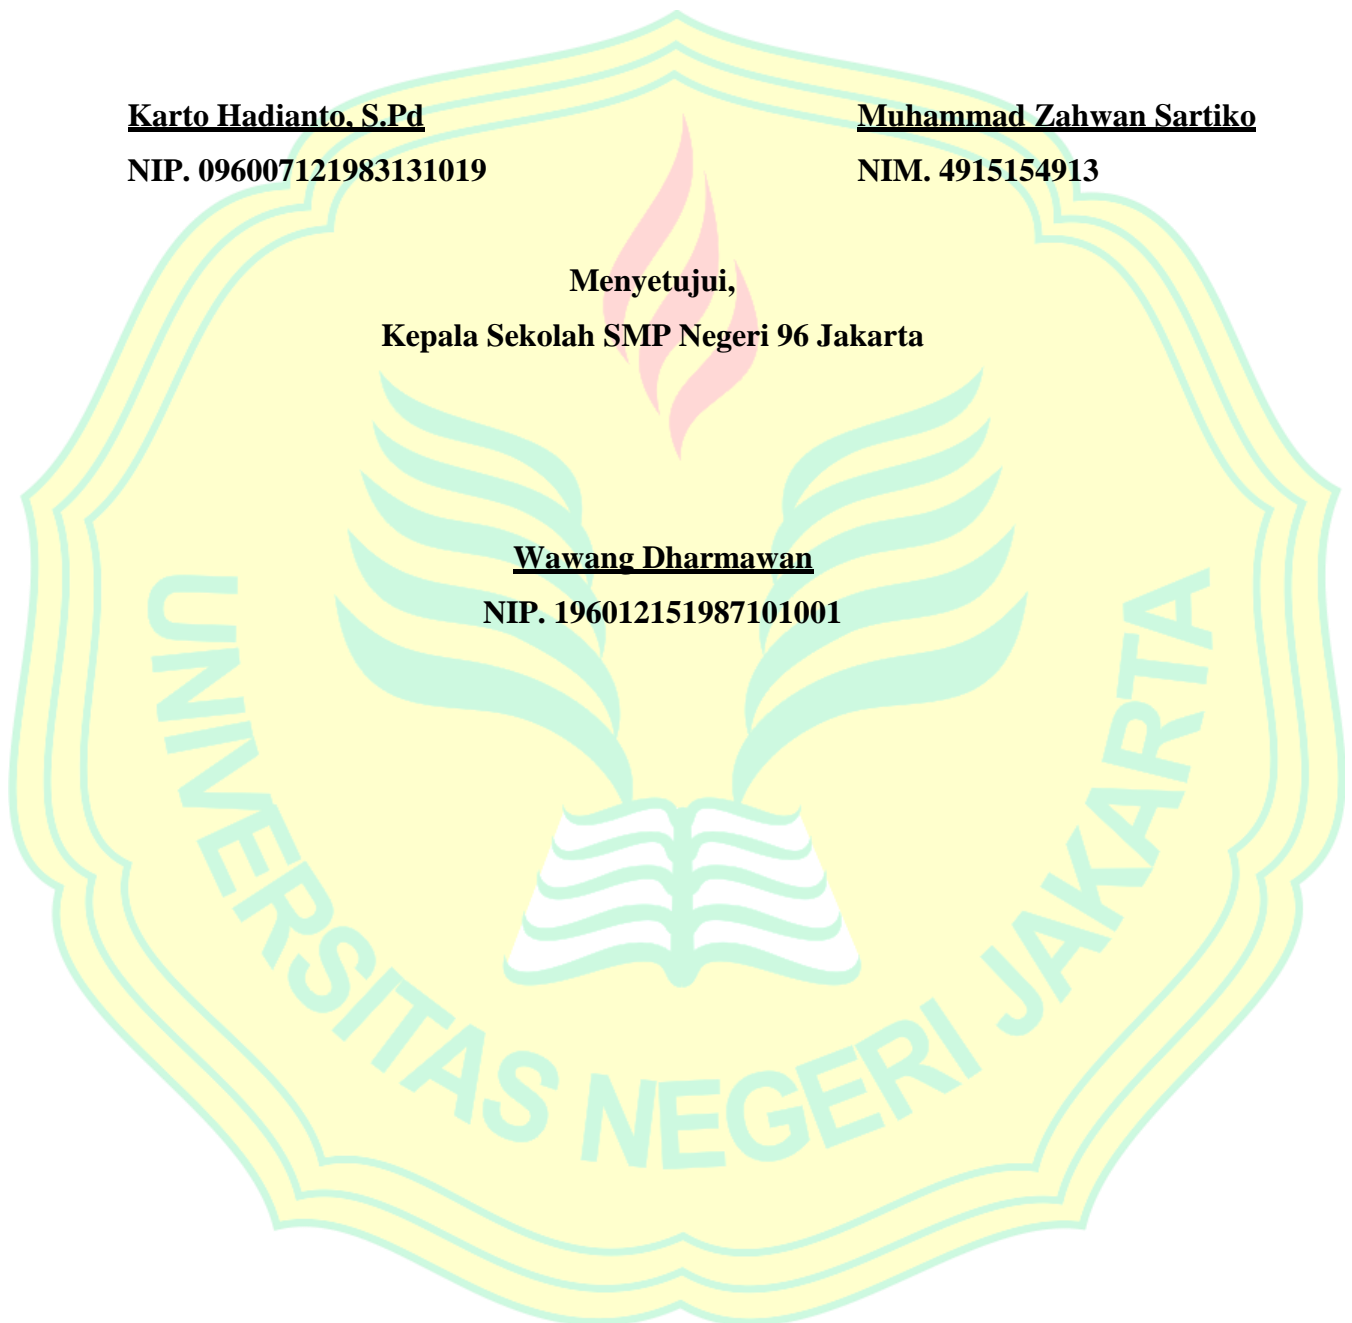 Karto Hadianto, S.Pd
Muhammad Zahwan Sartiko
NIP. 096007121983131019
NIM. 4915154913
Menyetujui,
Kepala Sekolah SMP Negeri 96 Jakarta
Wawang Dharmawan
NIP. 196012151987101001
UNIVERSITAS NEGERI JAKARTA